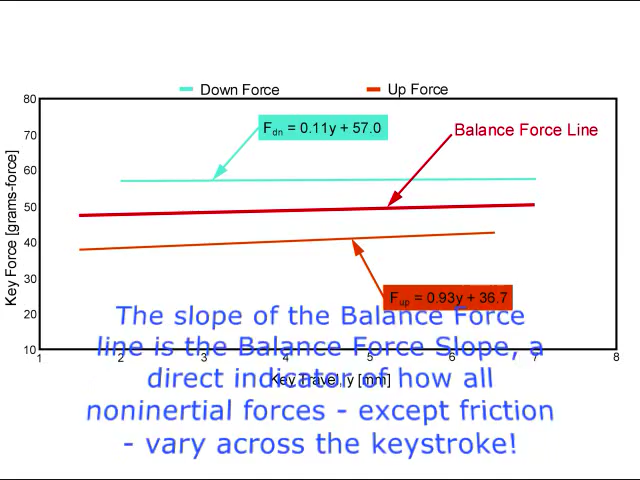 Down Force
Up Force
80
70
60
50
40
30
20
10
Key Force [grams-force]
Fdn = 0.11y + 57.0
Balance Force Line
Fup = 0.93y + 36.7
1 2 3 4 5 6 7 8
Key Travel, y [mm]
The slope of the Balance Force
line is the Balance Force Slope, a
direct indicator of how all
noninertial forces - except friction
- vary across the keystroke!